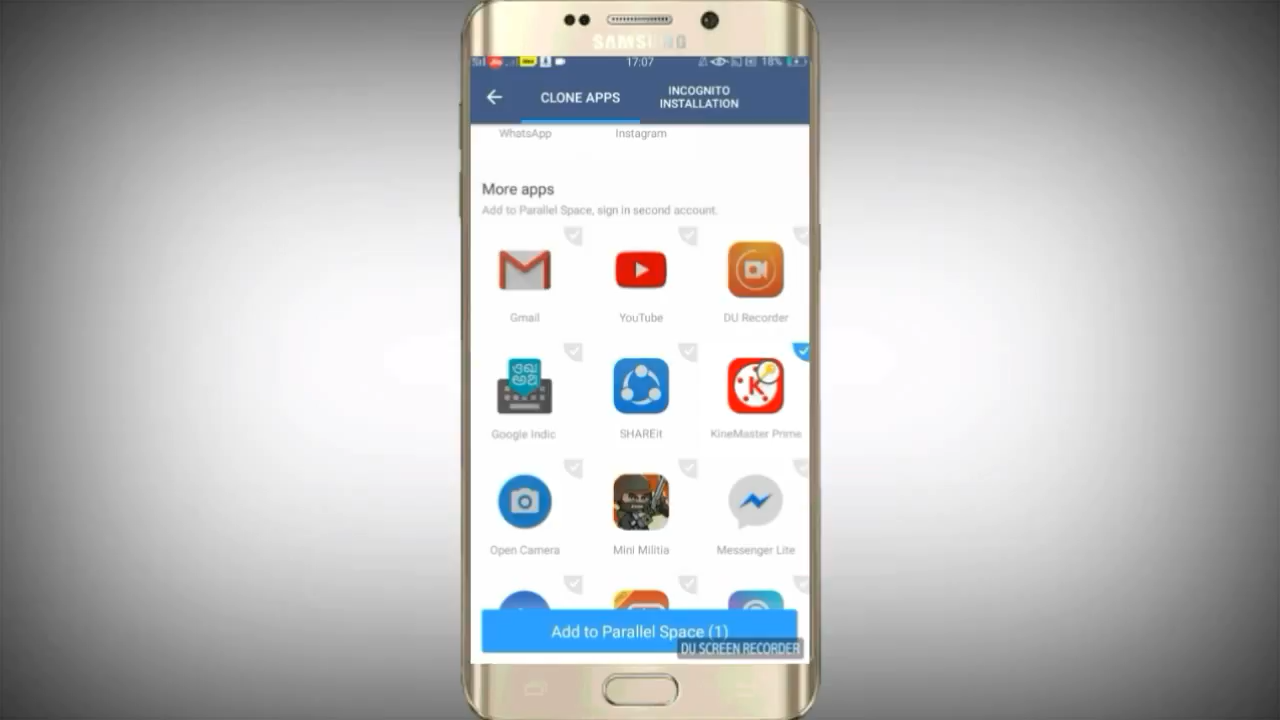 SAMSUNG
Jio
idea
17:07
18%
CLONE APPS
INCOGNITO
INSTALLATION
WhatsApp
Instagram
More apps
Add to Parallel Space, sign in second account.
Gmail
YouTube
DU Recorder
Google Indic
SHAREit
KineMaster Prime
Open Camera
Mini Militia
Messenger Lite
Add to Parallel Space (1)
DU SCREEN RECORDER